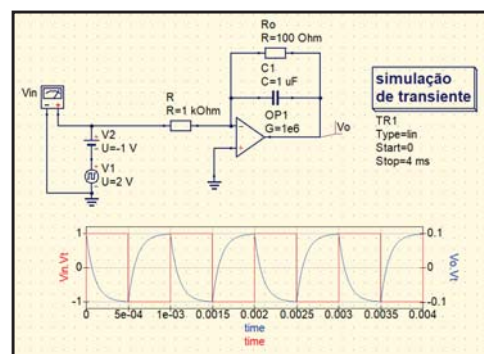 Ro
R=100 Ohm
C1
C=1 uF
Vin
R
R=1 kOhm
OP1
G=1e6
Vo
V2
U=-1 V
V1
U=2 V
simulação
de transiente
TR1
Type=lin
Start=0
Stop=4 ms
1
0
-1
Vin.Vt
0.1
0
-0.1
Vo.Vt
0 5e-04 1e-03 0.0015 0.002 0.0025 0.003 0.0035 0.004
time
time